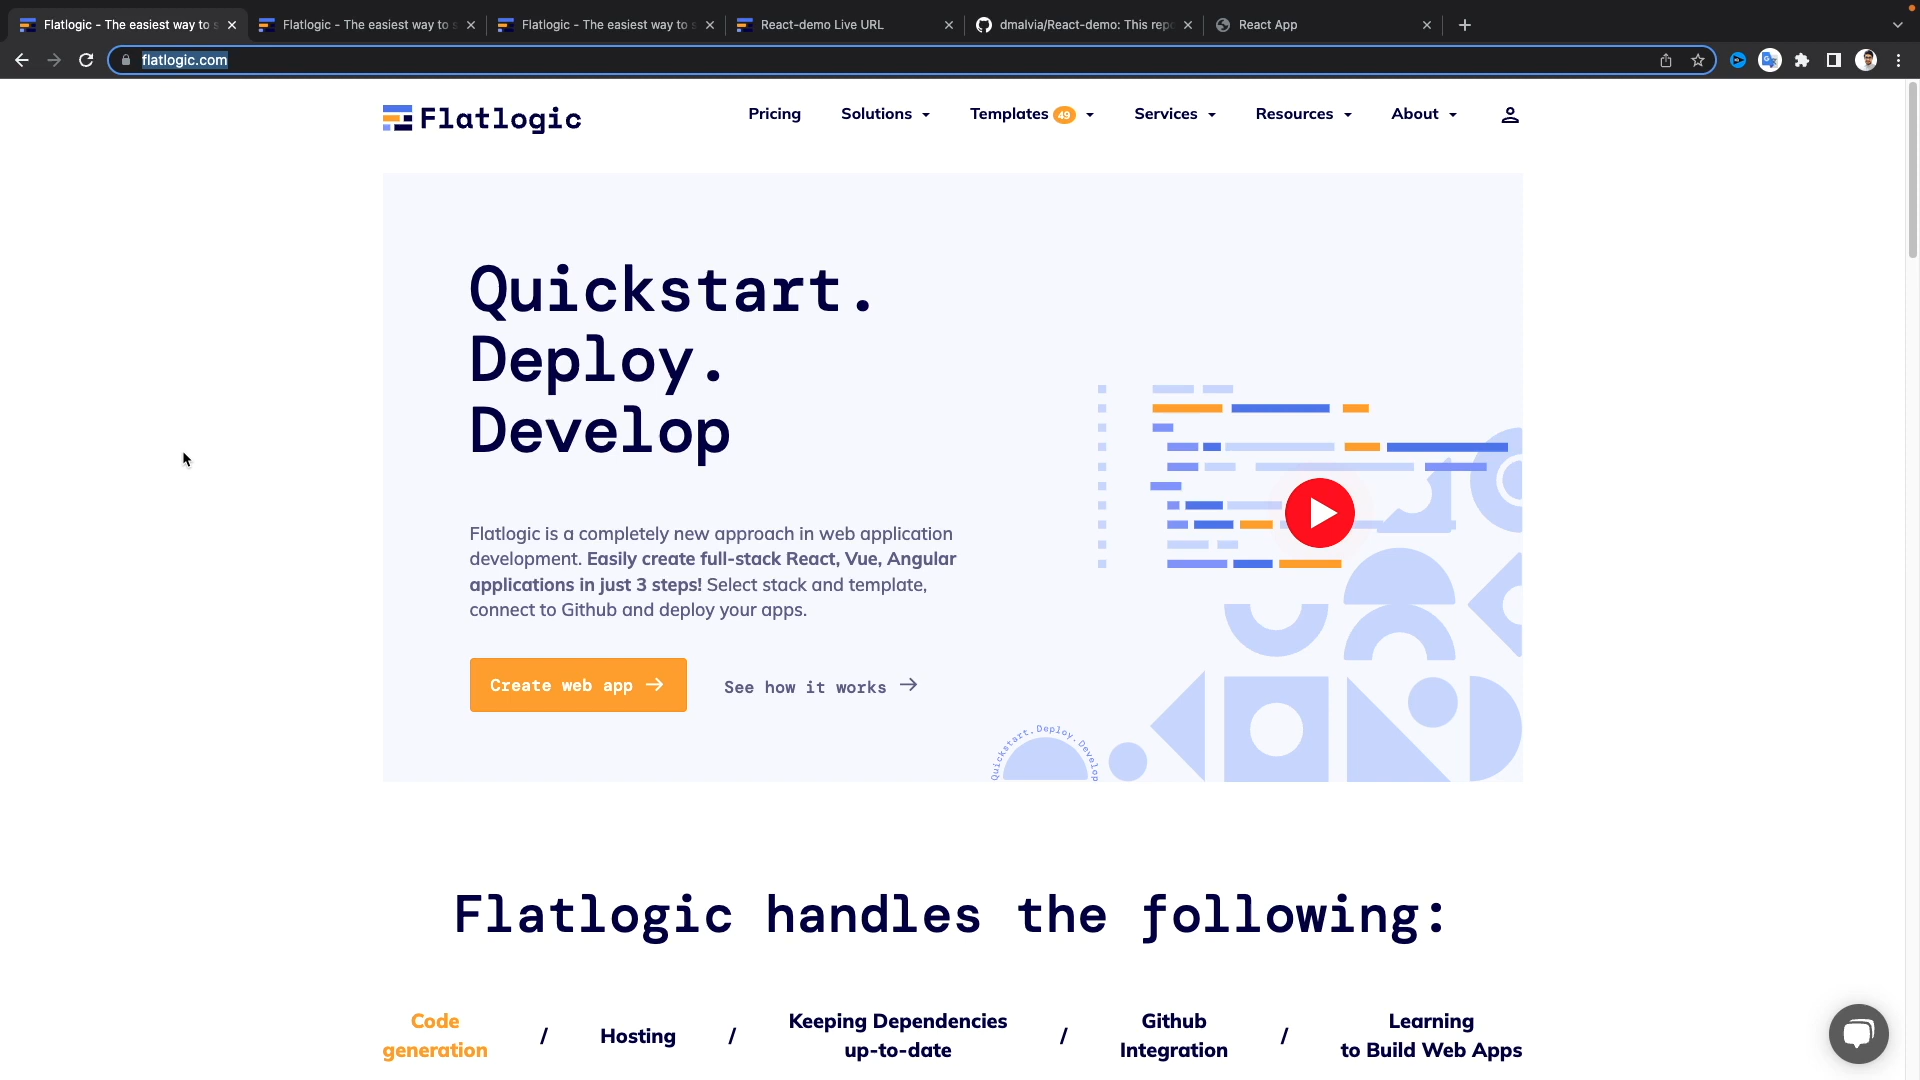 Flatlogic - The easiest way to s
Flatlogic - The easiest way to s
Flatlogic - The easiest way to s
React-demo Live URL
dmalvia/React-demo: This repo
React App
flatlogic.com
Flatlogic
Pricing
Solutions
Templates 49
Services
Resources
About
Quickstart.
Deploy.
Develop
Flatlogic is a completely new approach in web application
development. Easily create full-stack React, Vue, Angular
applications in just 3 steps! Select stack and template,
connect to Github and deploy your apps.
Create web app →
See how it works →
Quickstart.Deploy.Develop
Flatlogic handles the following:
Code
generation
/
Hosting
/
Keeping Dependencies
up-to-date
/
Github
Integration
/
Learning
to Build Web Apps